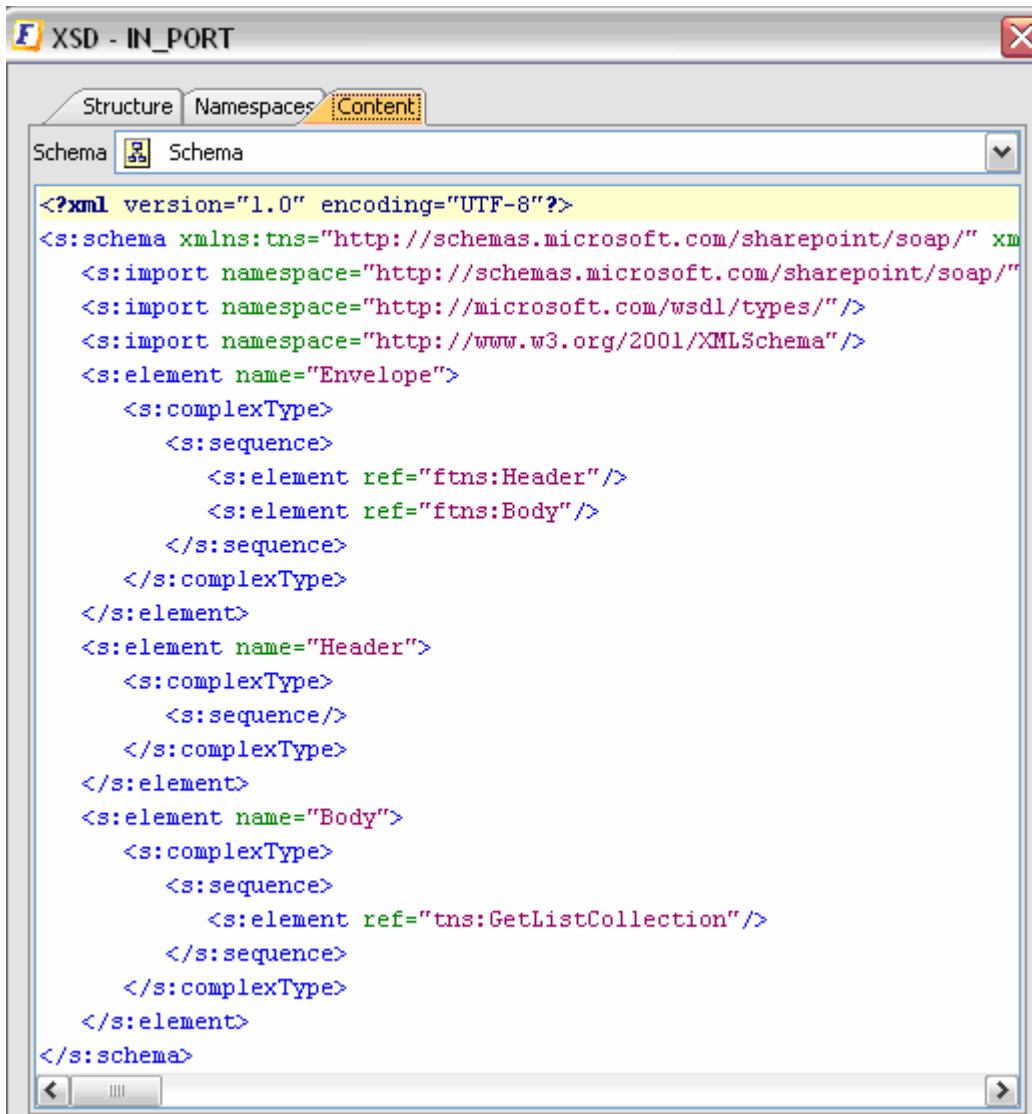 XSD - IN_PORT
Structure Namespaces Content
Schema Schema
<?xml version="1.0" encoding="UTF-8"?>
<s:schema xmlns:tns="http://schemas.microsoft.com/sharepoint/soap/" xm
<s:import namespace="http://schemas.microsoft.com/sharepoint/soap/"
<s:import namespace="http://microsoft.com/wsdl/types/"/>
<s:import namespace="http://www.w3.org/2001/XMLSchema"/>
<s:element name="Envelope">
<s:complexType>
<s:sequence>
<s:element ref="ftns:Header"/>
<s:element ref="ftns:Body"/>
</s:sequence>
</s:complexType>
</s:element>
<s:element name="Header">
<s:complexType>
<s:sequence/>
</s:complexType>
</s:element>
<s:element name="Body">
<s:complexType>
<s:sequence>
<s:element ref="tns:GetListCollection"/>
</s:sequence>
</s:complexType>
</s:element>
</s:schema>